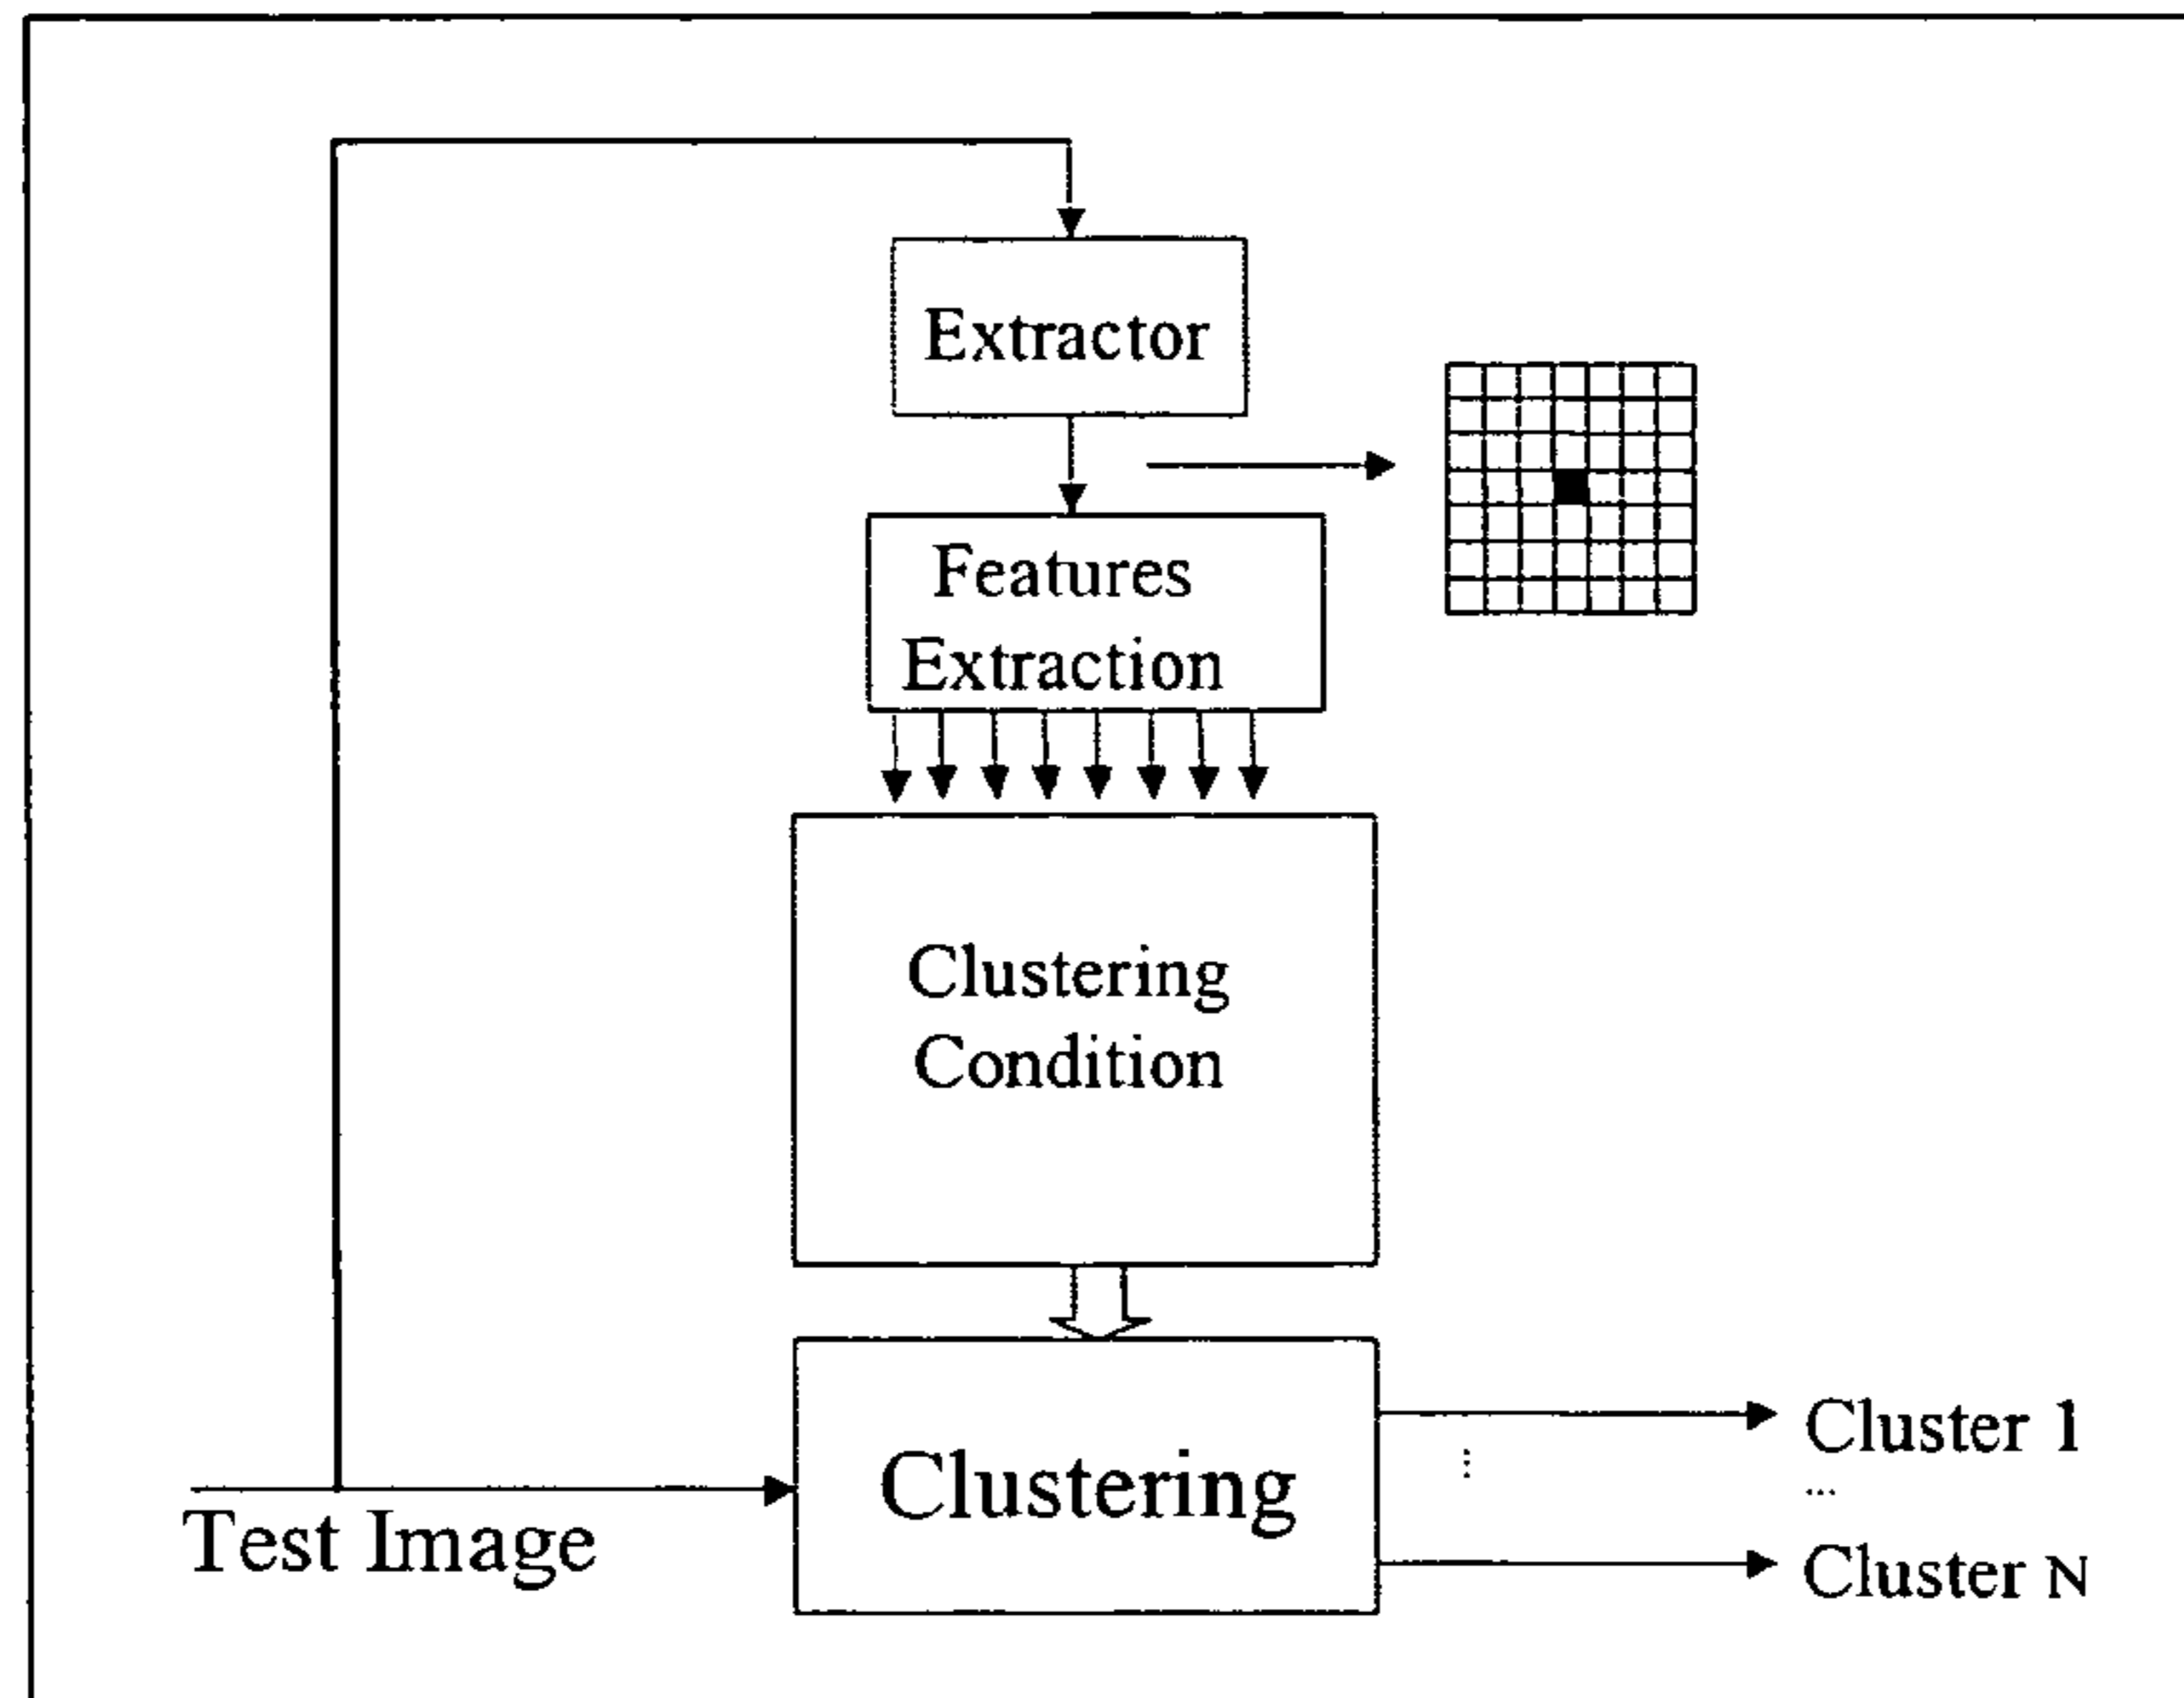 Extractor
Features
Extraction
Clustering
Condition
Clustering
Test Image
Cluster 1
...
Cluster N